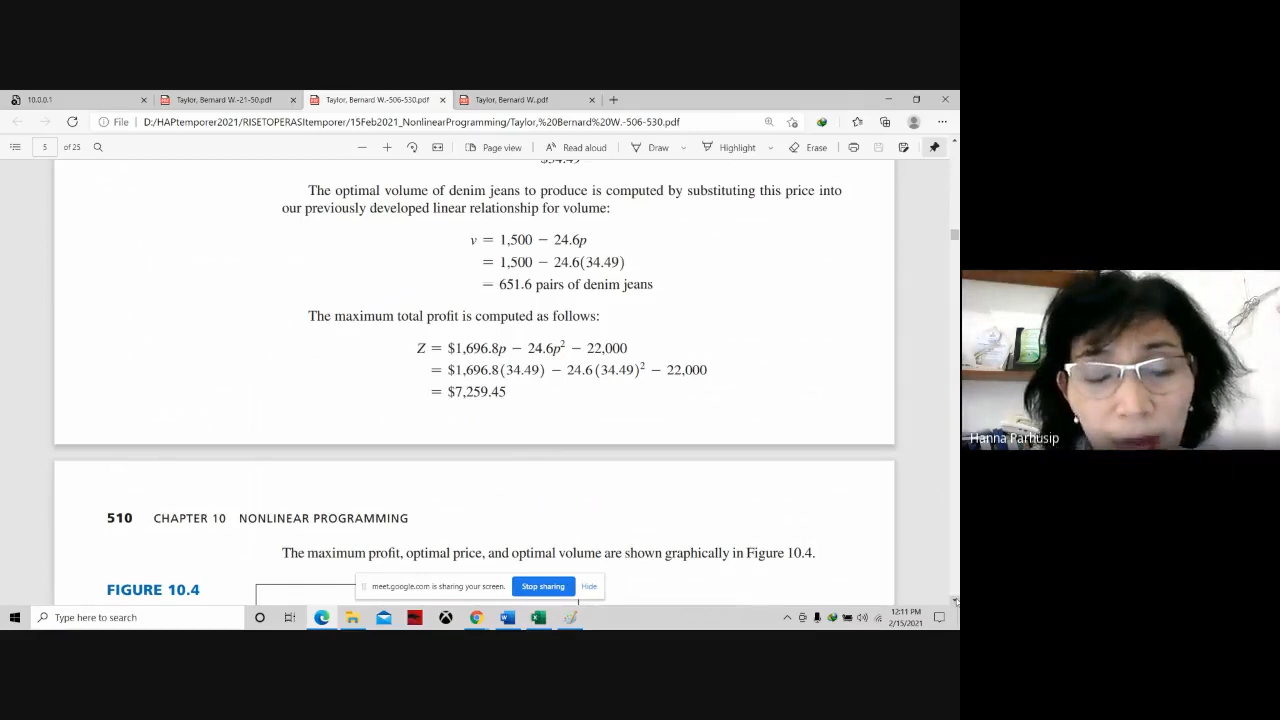 10.0.0.1
Taylor, Bernard W.-21-50.pdf
Taylor, Bernard W.-506-530.pdf
Taylor, Bernard W..pdf
File
D:/HAPtemporer2021/RISETOPERASItemporer/15Feb2021_NonlinearProgramming/Taylor,%20Bernard%20W.-506-530.pdf
5 of 25
Page view
Read aloud
Draw
Highlight
Erase
$34.49
The optimal volume of denim jeans to produce is computed by substituting this price into
our previously developed linear relationship for volume:
v = 1,500 − 24.6p
= 1,500 − 24.6(34.49)
= 651.6 pairs of denim jeans
The maximum total profit is computed as follows:
Z = $1,696.8p − 24.6p² − 22,000
= $1,696.8(34.49) − 24.6(34.49)² − 22,000
= $7,259.45
Hanna Parhusip
510 CHAPTER 10 NONLINEAR PROGRAMMING
The maximum profit, optimal price, and optimal volume are shown graphically in Figure 10.4.
FIGURE 10.4
meet.google.com is sharing your screen.
Stop sharing
Hide
Type here to search
12:11 PM
2/15/2021